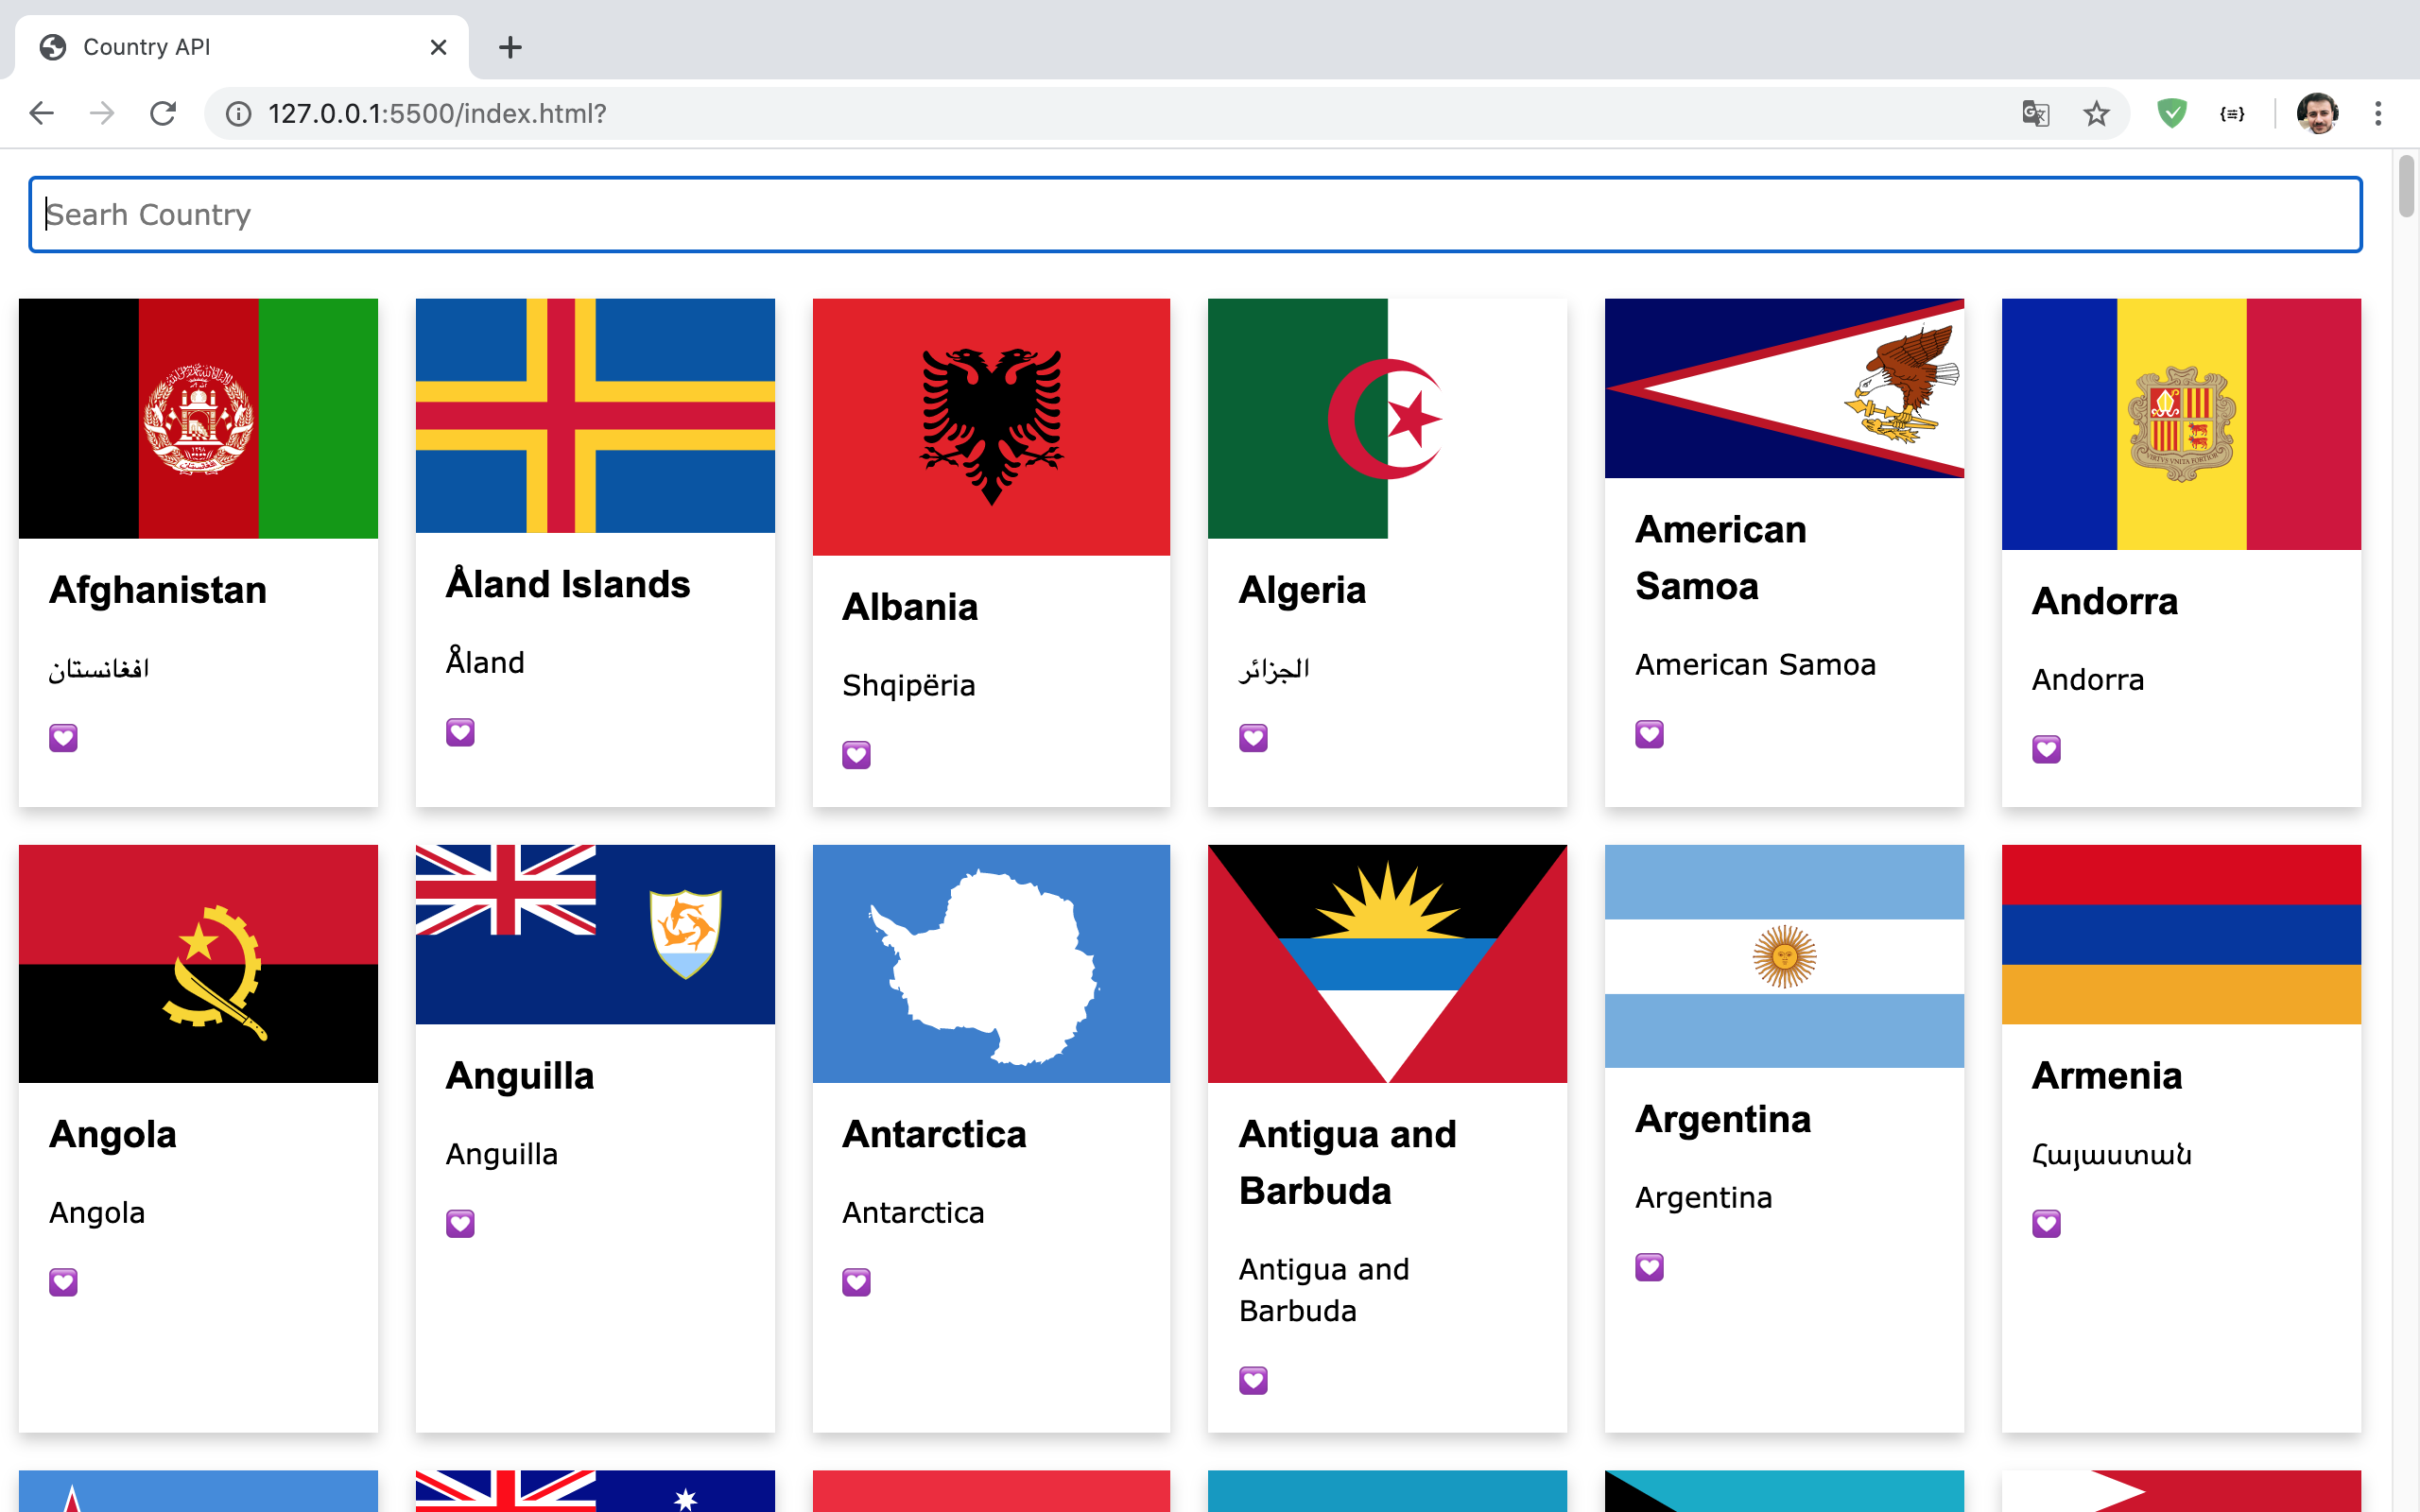 Country API
127.0.0.1:5500/index.html?
Searh Country
Afghanistan
افغانستان
Åland Islands
Åland
Albania
Shqipëria
Algeria
الجزائر
American
Samoa
American Samoa
Andorra
Andorra
Angola
Angola
Anguilla
Anguilla
Antarctica
Antarctica
Antigua and
Barbuda
Antigua and
Barbuda
Argentina
Argentina
Armenia
Հայաստան